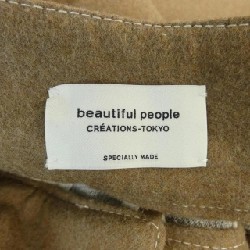 beautiful people
CRÉATIONS-TOKYO
SPECIALLY MADE